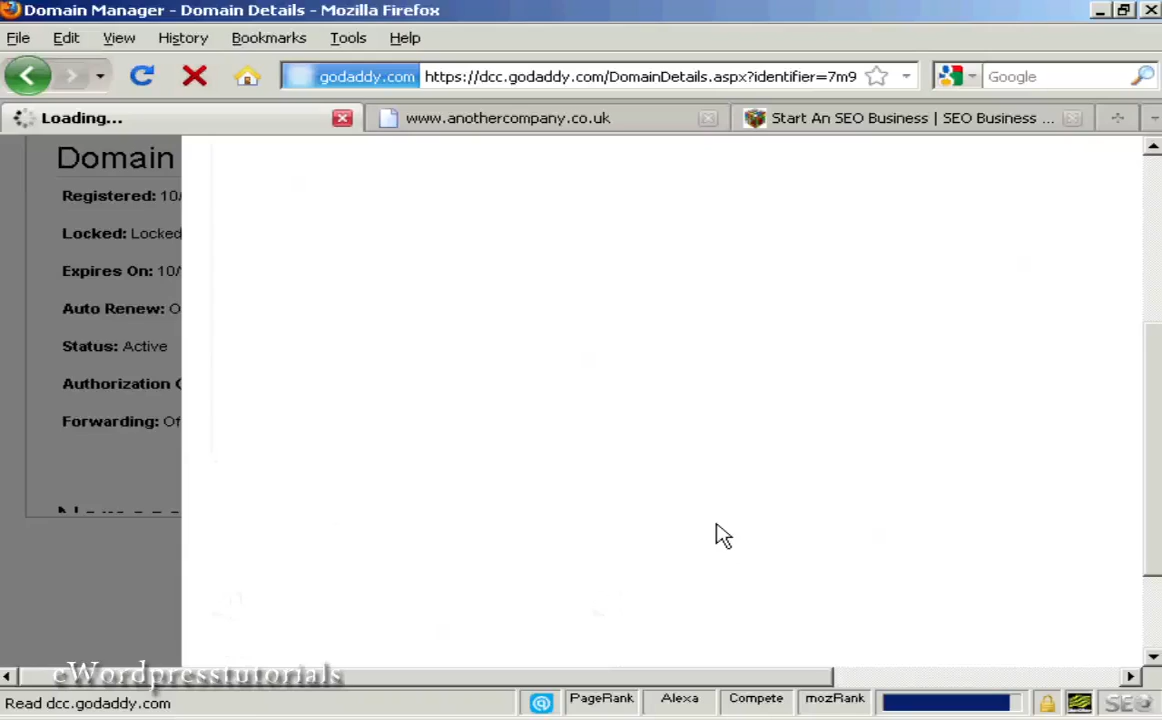 Domain Manager - Domain Details - Mozilla Firefox
File Edit View History Bookmarks Tools Help
godaddy.com https://dcc.godaddy.com/DomainDetails.aspx?identifier=7m9 Google
Loading... www.anothercompany.co.uk Start An SEO Business | SEO Business ...
Domain
Registered: 10/
Locked: Locked
Expires On: 10/
Auto Renew: O
Status: Active
Authorization C
Forwarding: Of
eWordpresstutorials
Read dcc.godaddy.com PageRank Alexa Compete mozRank SEO